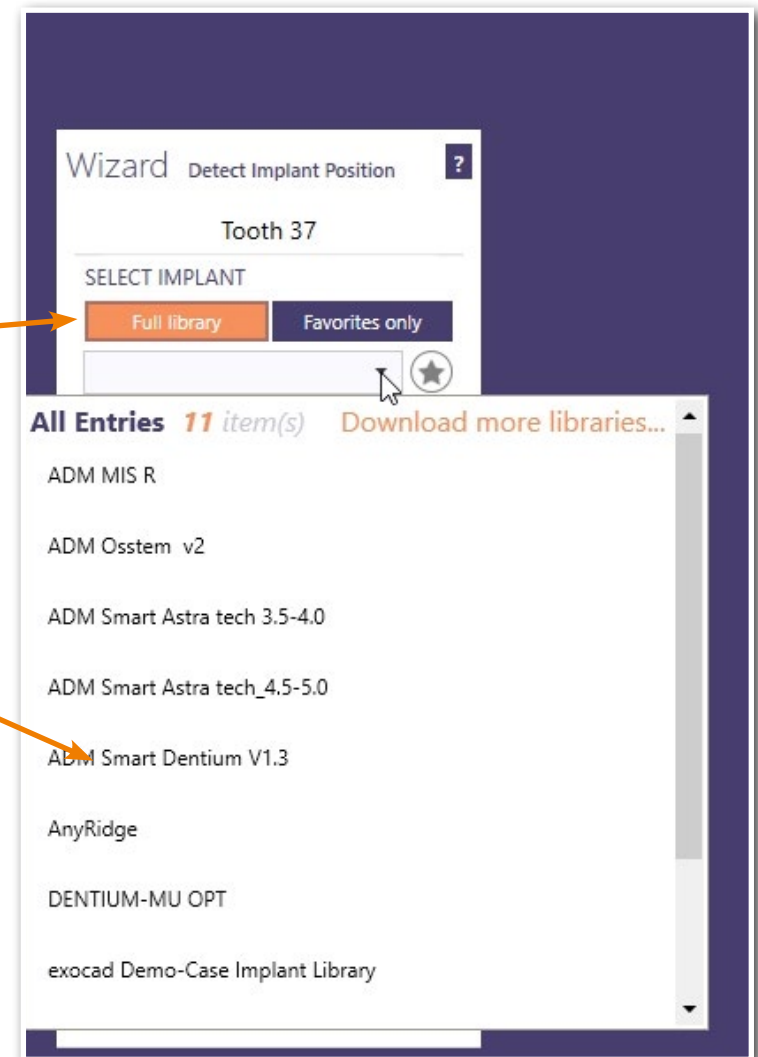 Wizard Detect Implant Position ?
Tooth 37
SELECT IMPLANT
Full library Favorites only
All Entries 11 item(s) Download more libraries...
ADM MIS R
ADM Osstem v2
ADM Smart Astra tech 3.5-4.0
ADM Smart Astra tech_4.5-5.0
ADM Smart Dentium V1.3
AnyRidge
DENTIUM-MU OPT
exocad Demo-Case Implant Library